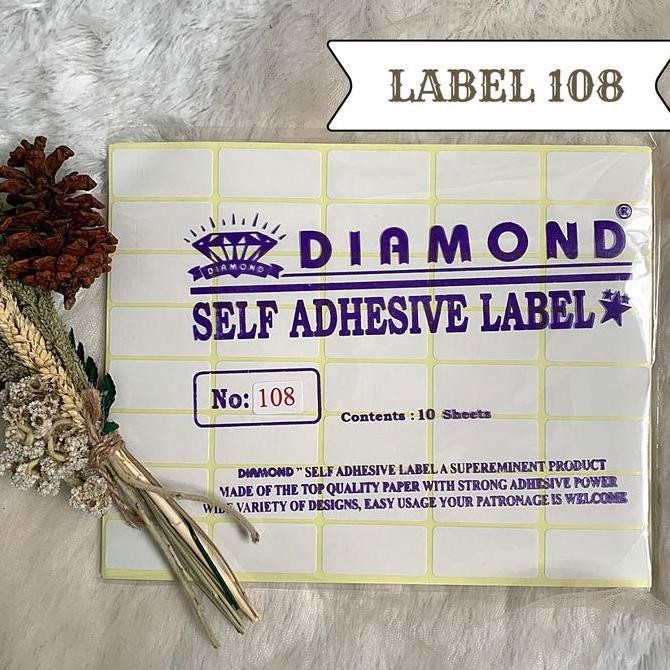 LABEL 108
DIAMOND®
DIAMOND
SELF ADHESIVE LABEL
No: 108
Contents : 10 Sheets
DIAMOND " SELF ADHESIVE LABEL A SUPEREMINENT PRODUCT
MADE OF THE TOP QUALITY PAPER WITH STRONG ADHESIVE POWER
WIDE VARIETY OF DESIGNS, EASY USAGE YOUR PATRONAGE IS WELCOME